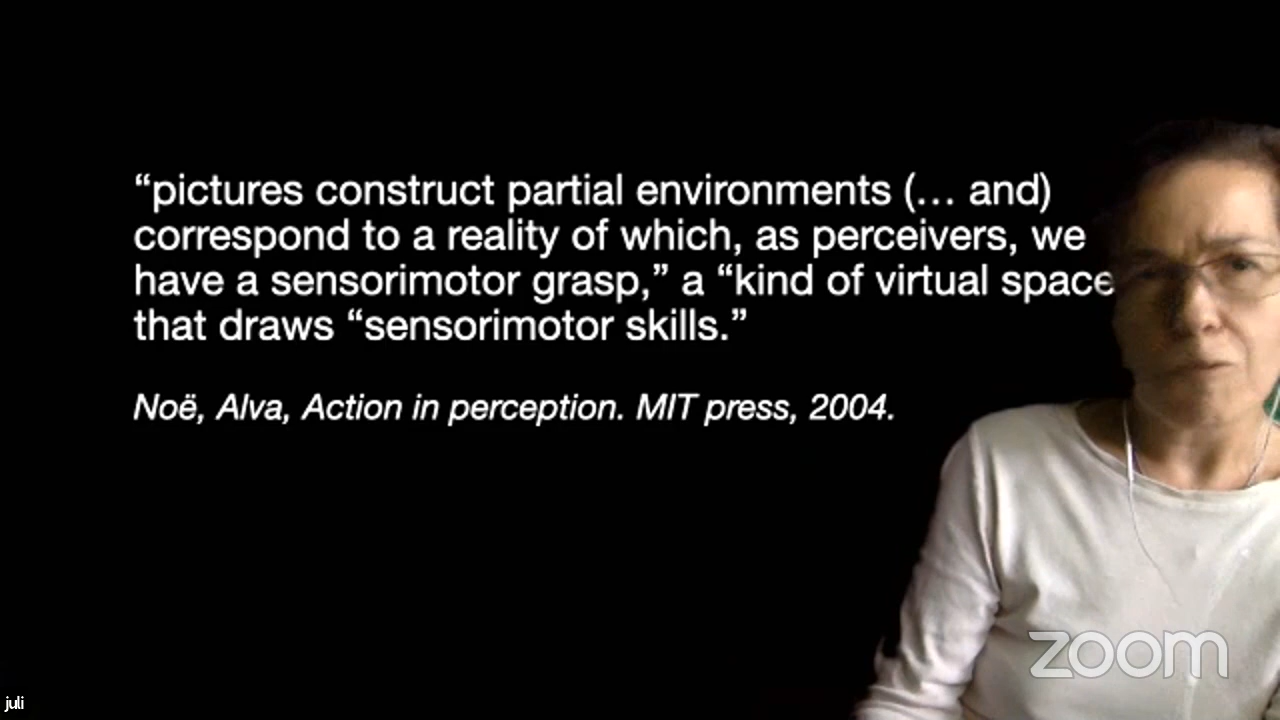 “pictures construct partial environments (… and)
correspond to a reality of which, as perceivers, we
have a sensorimotor grasp,” a “kind of virtual space
that draws “sensorimotor skills.”
Noë, Alva, Action in perception. MIT press, 2004.
zoom
juli